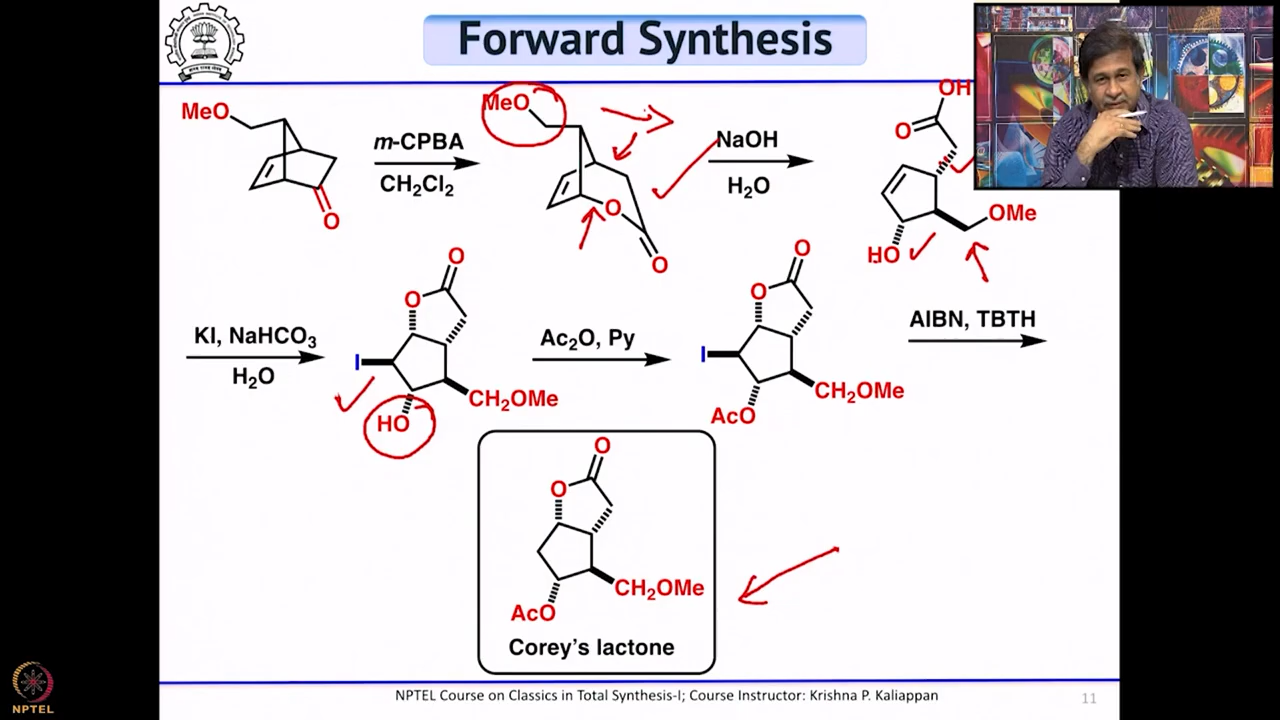 Forward Synthesis
MeO
O
m-CPBA
CH₂Cl₂
MeO
O
O
NaOH
H₂O
OH
O
OMe
HO
KI, NaHCO₃
H₂O
O
O
I
HO
CH₂OMe
Ac₂O, Py
O
O
I
AcO
CH₂OMe
AIBN, TBTH
O
O
CH₂OMe
AcO
Corey's lactone
NPTEL Course on Classics in Total Synthesis-I; Course Instructor: Krishna P. Kaliappan
11
NPTEL